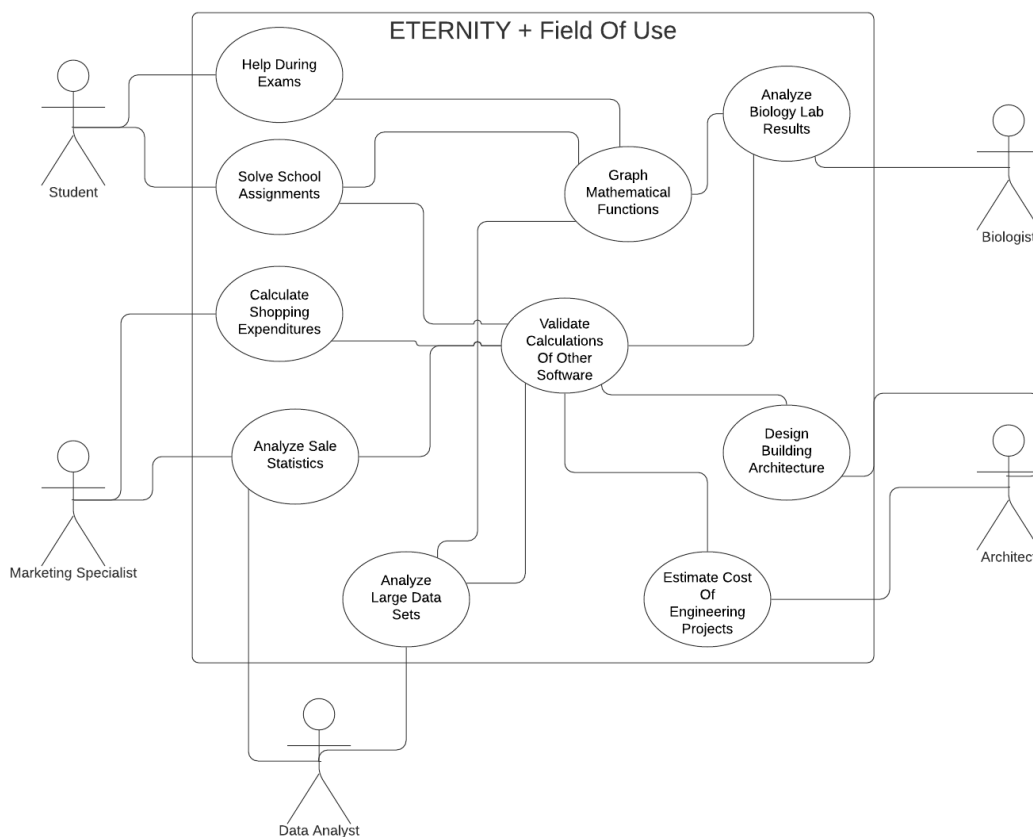 ETERNITY + Field Of Use
Help During
Exams
Analyze
Biology Lab
Results
Student
Solve School
Assignments
Graph
Mathematical
Functions
Biologist
Calculate
Shopping
Expenditures
Validate
Calculations
Of Other
Software
Analyze Sale
Statistics
Design
Building
Architecture
Marketing Specialist
Architect
Analyze
Large Data
Sets
Estimate Cost
Of
Engineering
Projects
Data Analyst